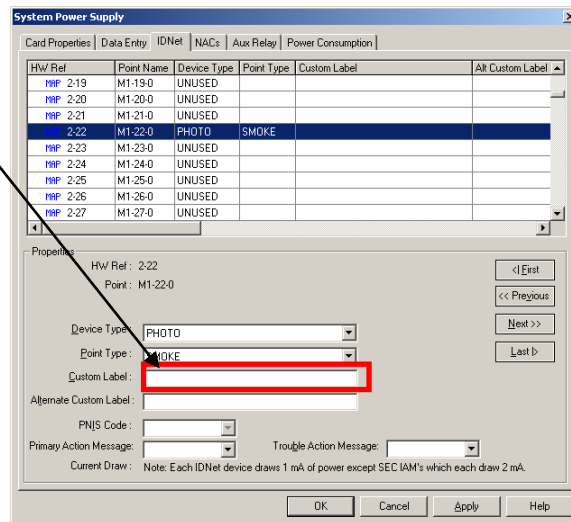 System Power Supply
Card Properties Data Entry IDNet NACs Aux Relay Power Consumption
HW Ref Point Name Device Type Point Type Custom Label Alt Custom Label
MAP 2-19 M1-19-0 UNUSED
MAP 2-20 M1-20-0 UNUSED
MAP 2-21 M1-21-0 UNUSED
MAP 2-22 M1-22-0 PHOTO SMOKE
MAP 2-23 M1-23-0 UNUSED
MAP 2-24 M1-24-0 UNUSED
MAP 2-25 M1-25-0 UNUSED
MAP 2-26 M1-26-0 UNUSED
MAP 2-27 M1-27-0 UNUSED
Properties
HW Ref : 2-22
Point : M1-22-0
<| First
<< Previous
Next >>
Last |>
Device Type : PHOTO
Point Type : SMOKE
Custom Label :
Alternate Custom Label :
PNIS Code :
Primary Action Message: Trouble Action Message:
Current Draw : Note: Each IDNet device draws 1 mA of power except SEC IAM's which each draw 2 mA.
OK Cancel Apply Help